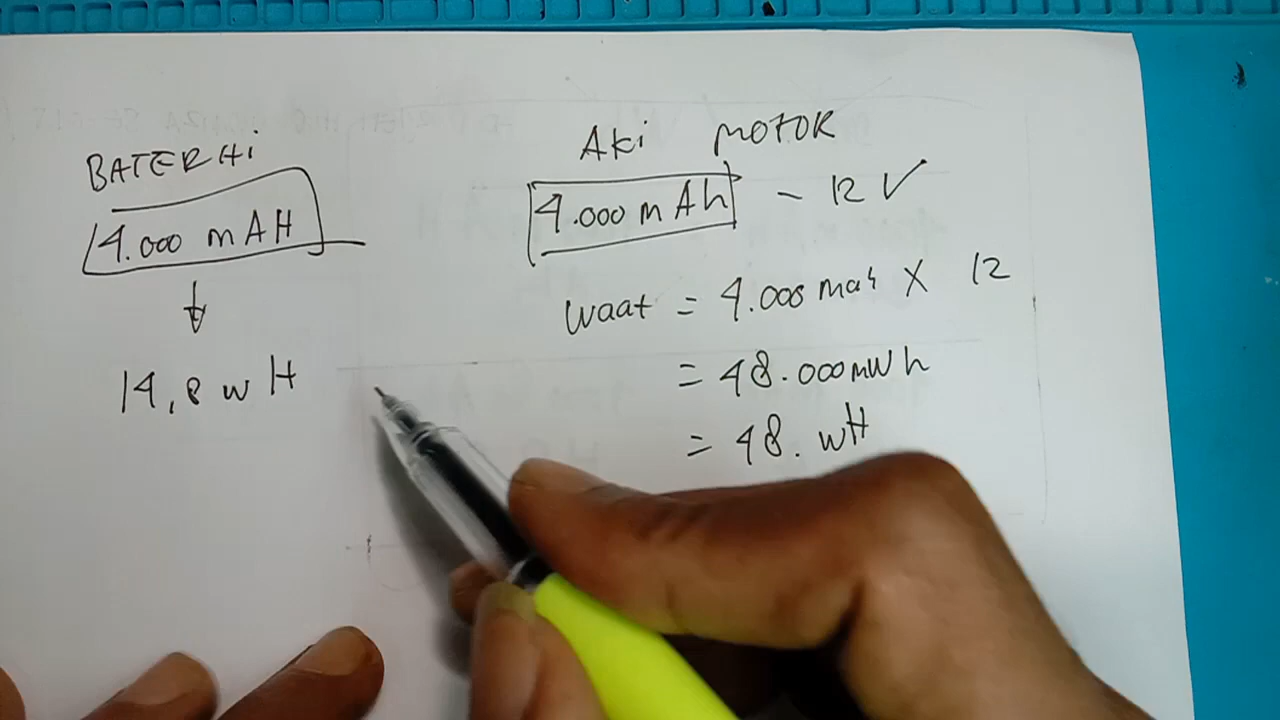 BATERHi
4.000 mAH
14,8 wH
Aki MOTOR
4.000 mAh - 12 V
waat = 4.000 mah X 12
= 48.000 mWh
= 48. wH